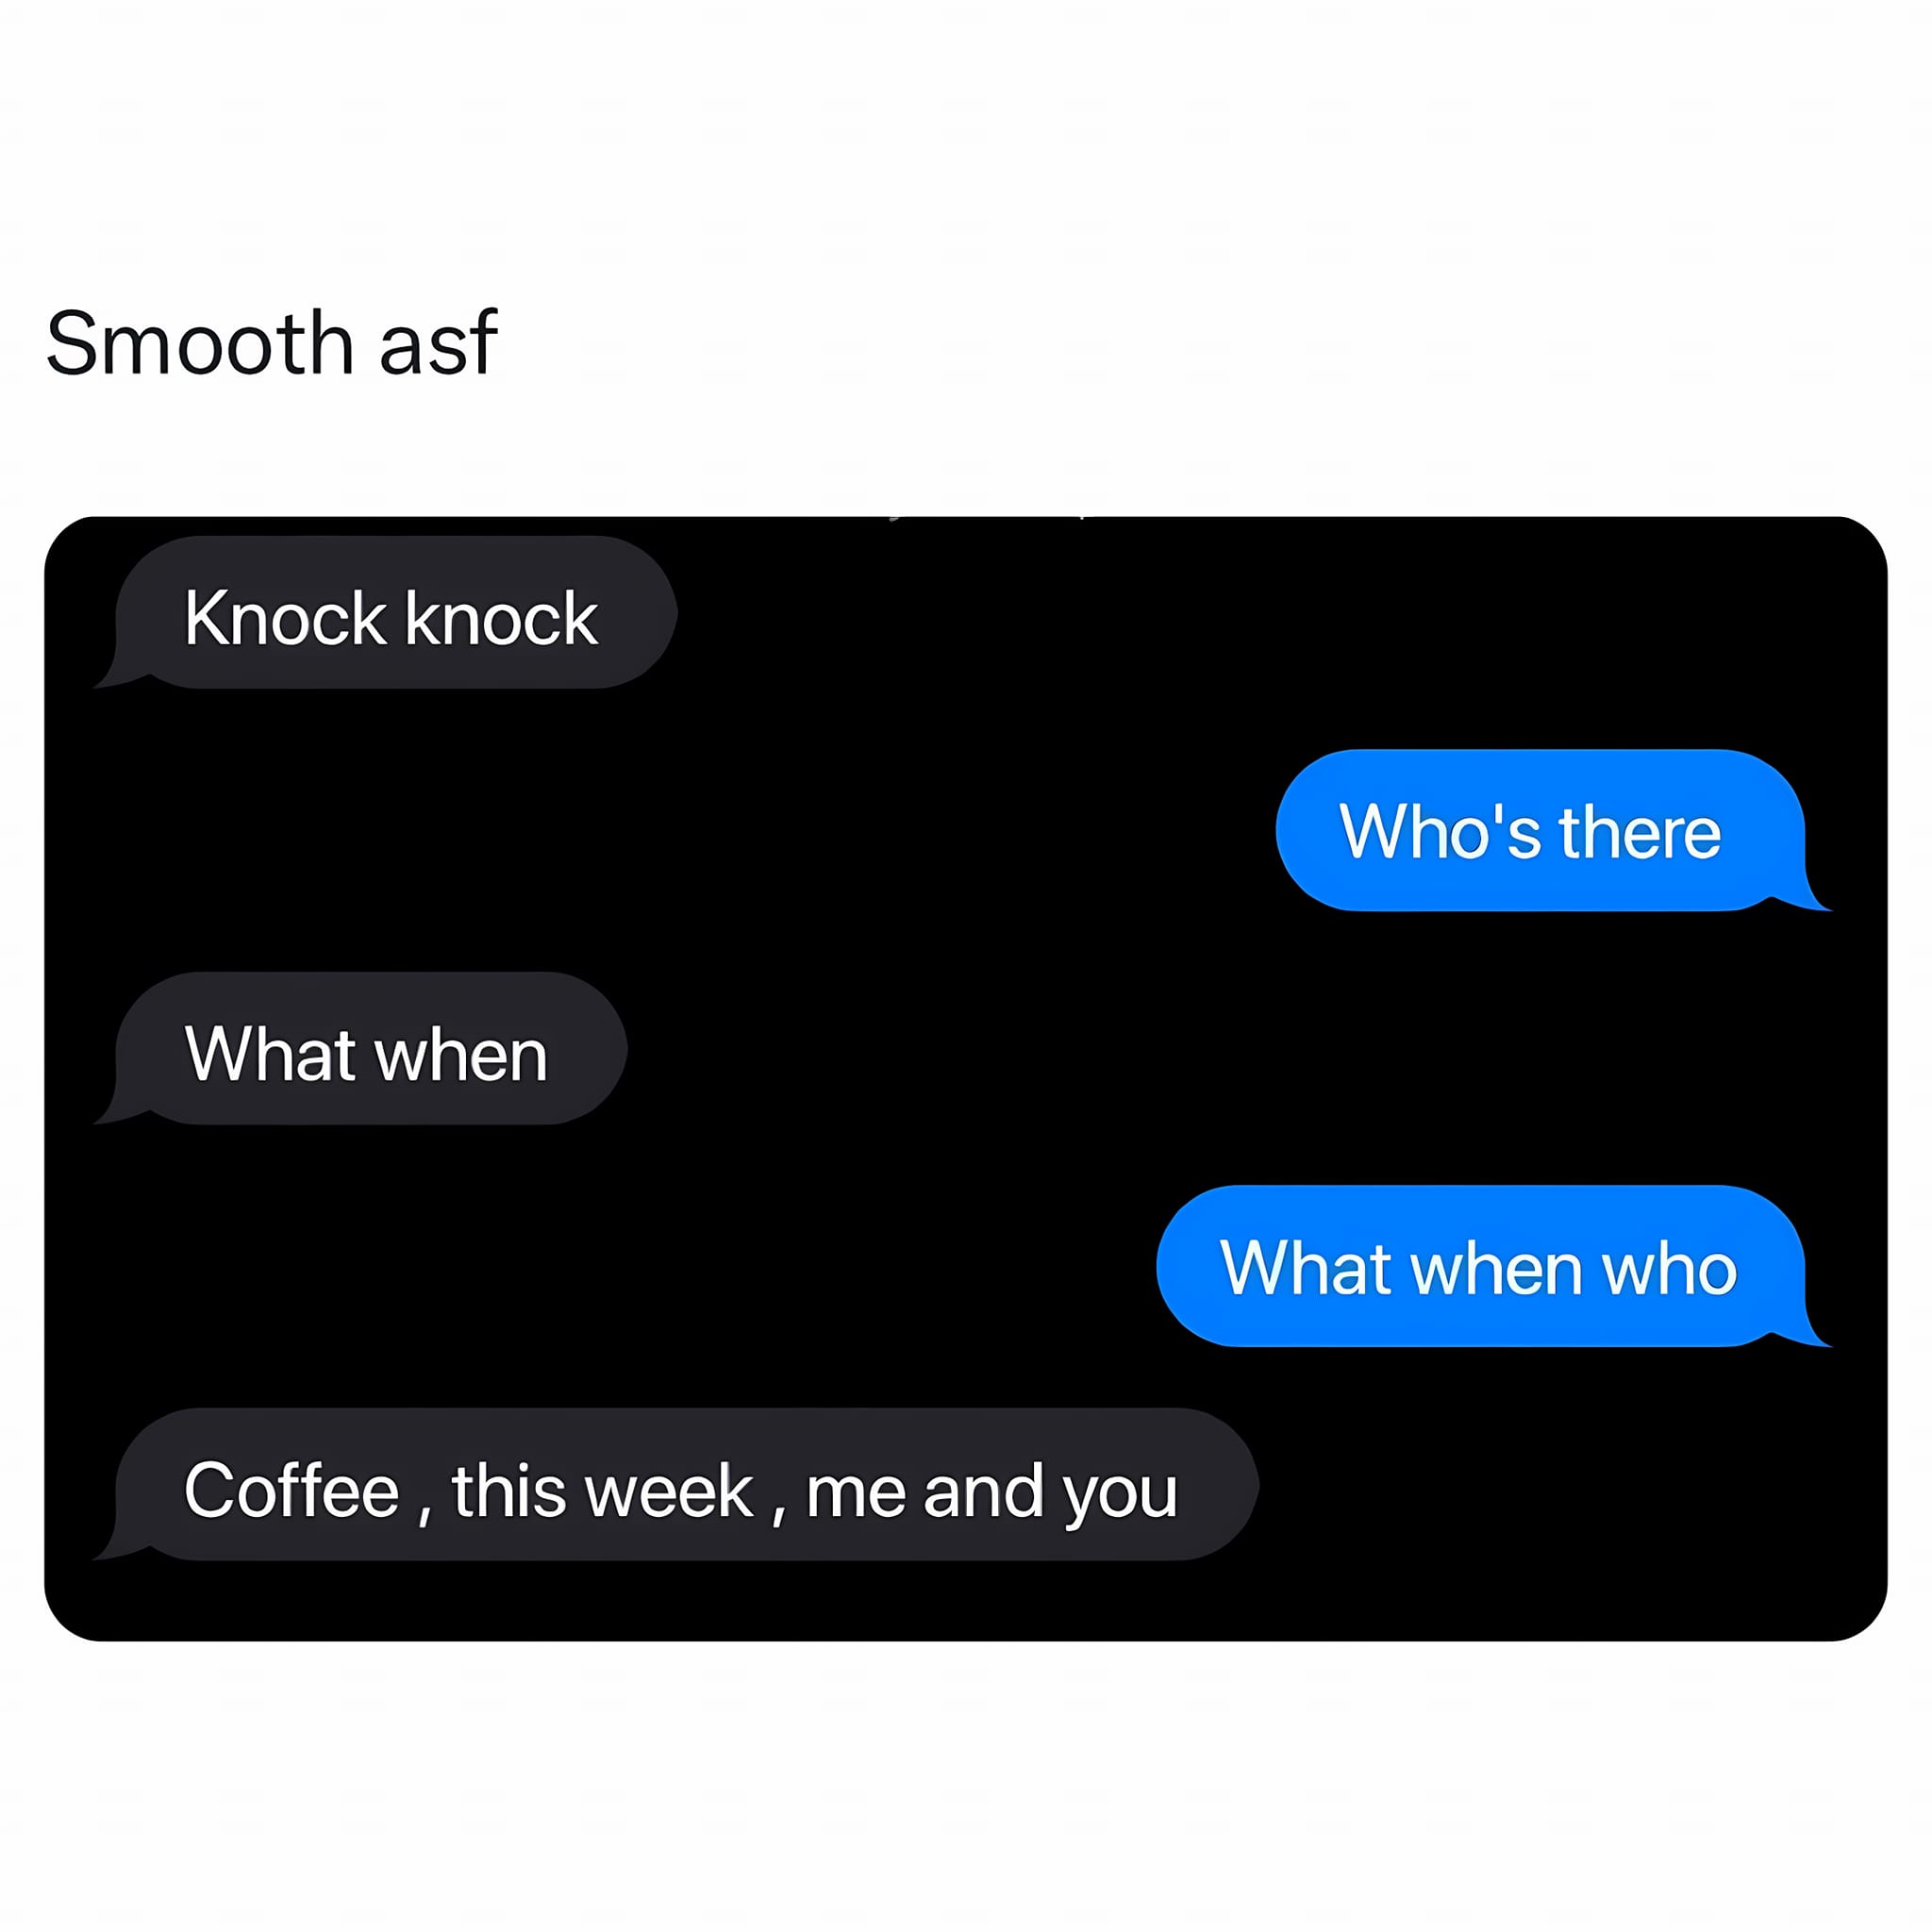 Smooth asf
Knock knock
Who's there
What when
What when who
Coffee , this week , me and you